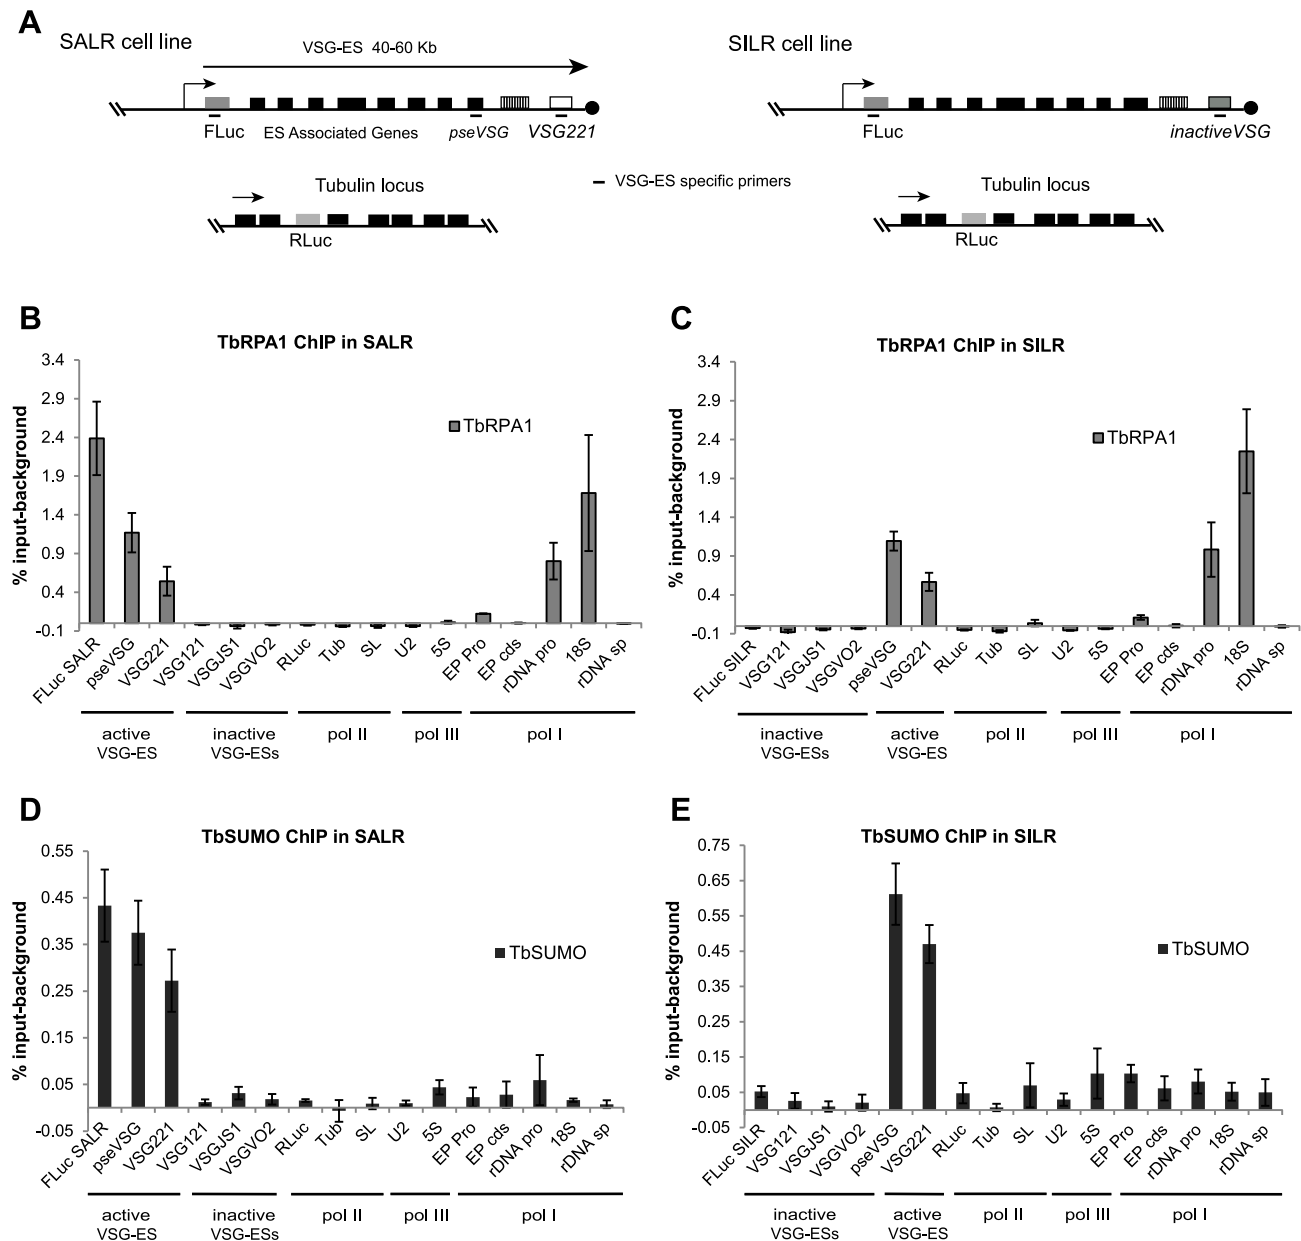 A
SALR cell line
VSG-ES 40-60 Kb
FLuc
ES Associated Genes
pseVSG
VSG221
SILR cell line
FLuc
inactiveVSG
Tubulin locus
RLuc
VSG-ES specific primers
Tubulin locus
RLuc
B
TbRPA1 ChIP in SALR
% input-background
3.4
2.9
2.4
1.9
1.4
0.9
0.4
-0.1
TbRPA1
FLuc SALR
pseVSG
VSG221
VSG121
VSGJS1
VSGVO2
RLuc
Tub
SL
U2
5S
EP Pro
EP cds
rDNA pro
18S
rDNA sp
active
VSG-ES
inactive
VSG-ESs
pol II
pol III
pol I
C
TbRPA1 ChIP in SILR
% input-background
3.4
2.9
2.4
1.9
1.4
0.9
0.4
-0.1
TbRPA1
FLuc SILR
VSG121
VSGJS1
VSGVO2
pseVSG
VSG221
RLuc
Tub
SL
U2
5S
EP Pro
EP cds
rDNA pro
18S
rDNA sp
inactive
VSG-ESs
active
VSG-ES
pol II
pol III
pol I
D
TbSUMO ChIP in SALR
% input-background
0.55
0.45
0.35
0.25
0.15
0.05
-0.05
TbSUMO
FLuc SALR
pseVSG
VSG221
VSG121
VSGJS1
VSGVO2
RLuc
Tub
SL
U2
5S
EP Pro
EP cds
rDNA pro
18S
rDNA sp
active
VSG-ES
inactive
VSG-ESs
pol II
pol III
pol I
E
TbSUMO ChIP in SILR
% input-background
0.75
0.65
0.55
0.45
0.35
0.25
0.15
0.05
-0.05
TbSUMO
FLuc SILR
VSG121
VSGJS1
VSGVO2
pseVSG
VSG221
RLuc
Tub
SL
U2
5S
EP Pro
EP cds
rDNA pro
18S
rDNA sp
inactive
VSG-ESs
active
VSG-ES
pol II
pol III
pol I